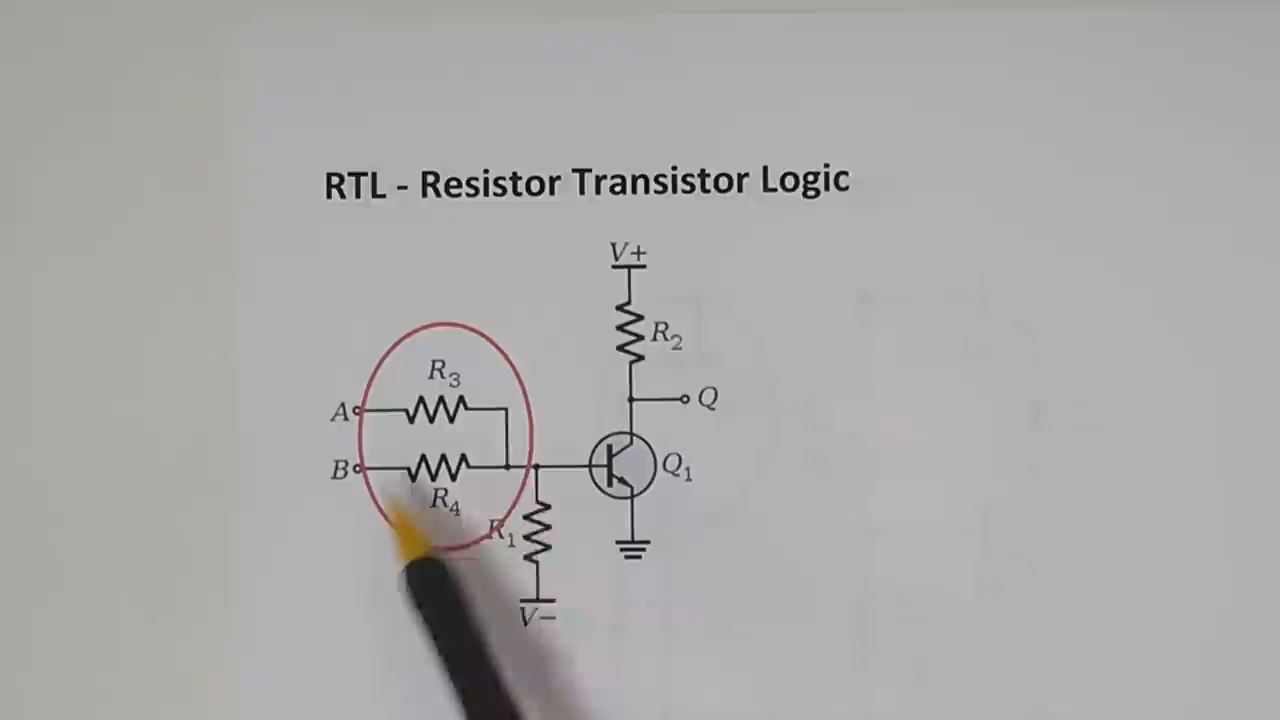 RTL - Resistor Transistor Logic
V+
R2
Q
R3
A
B
R4
Q1
R1
V−